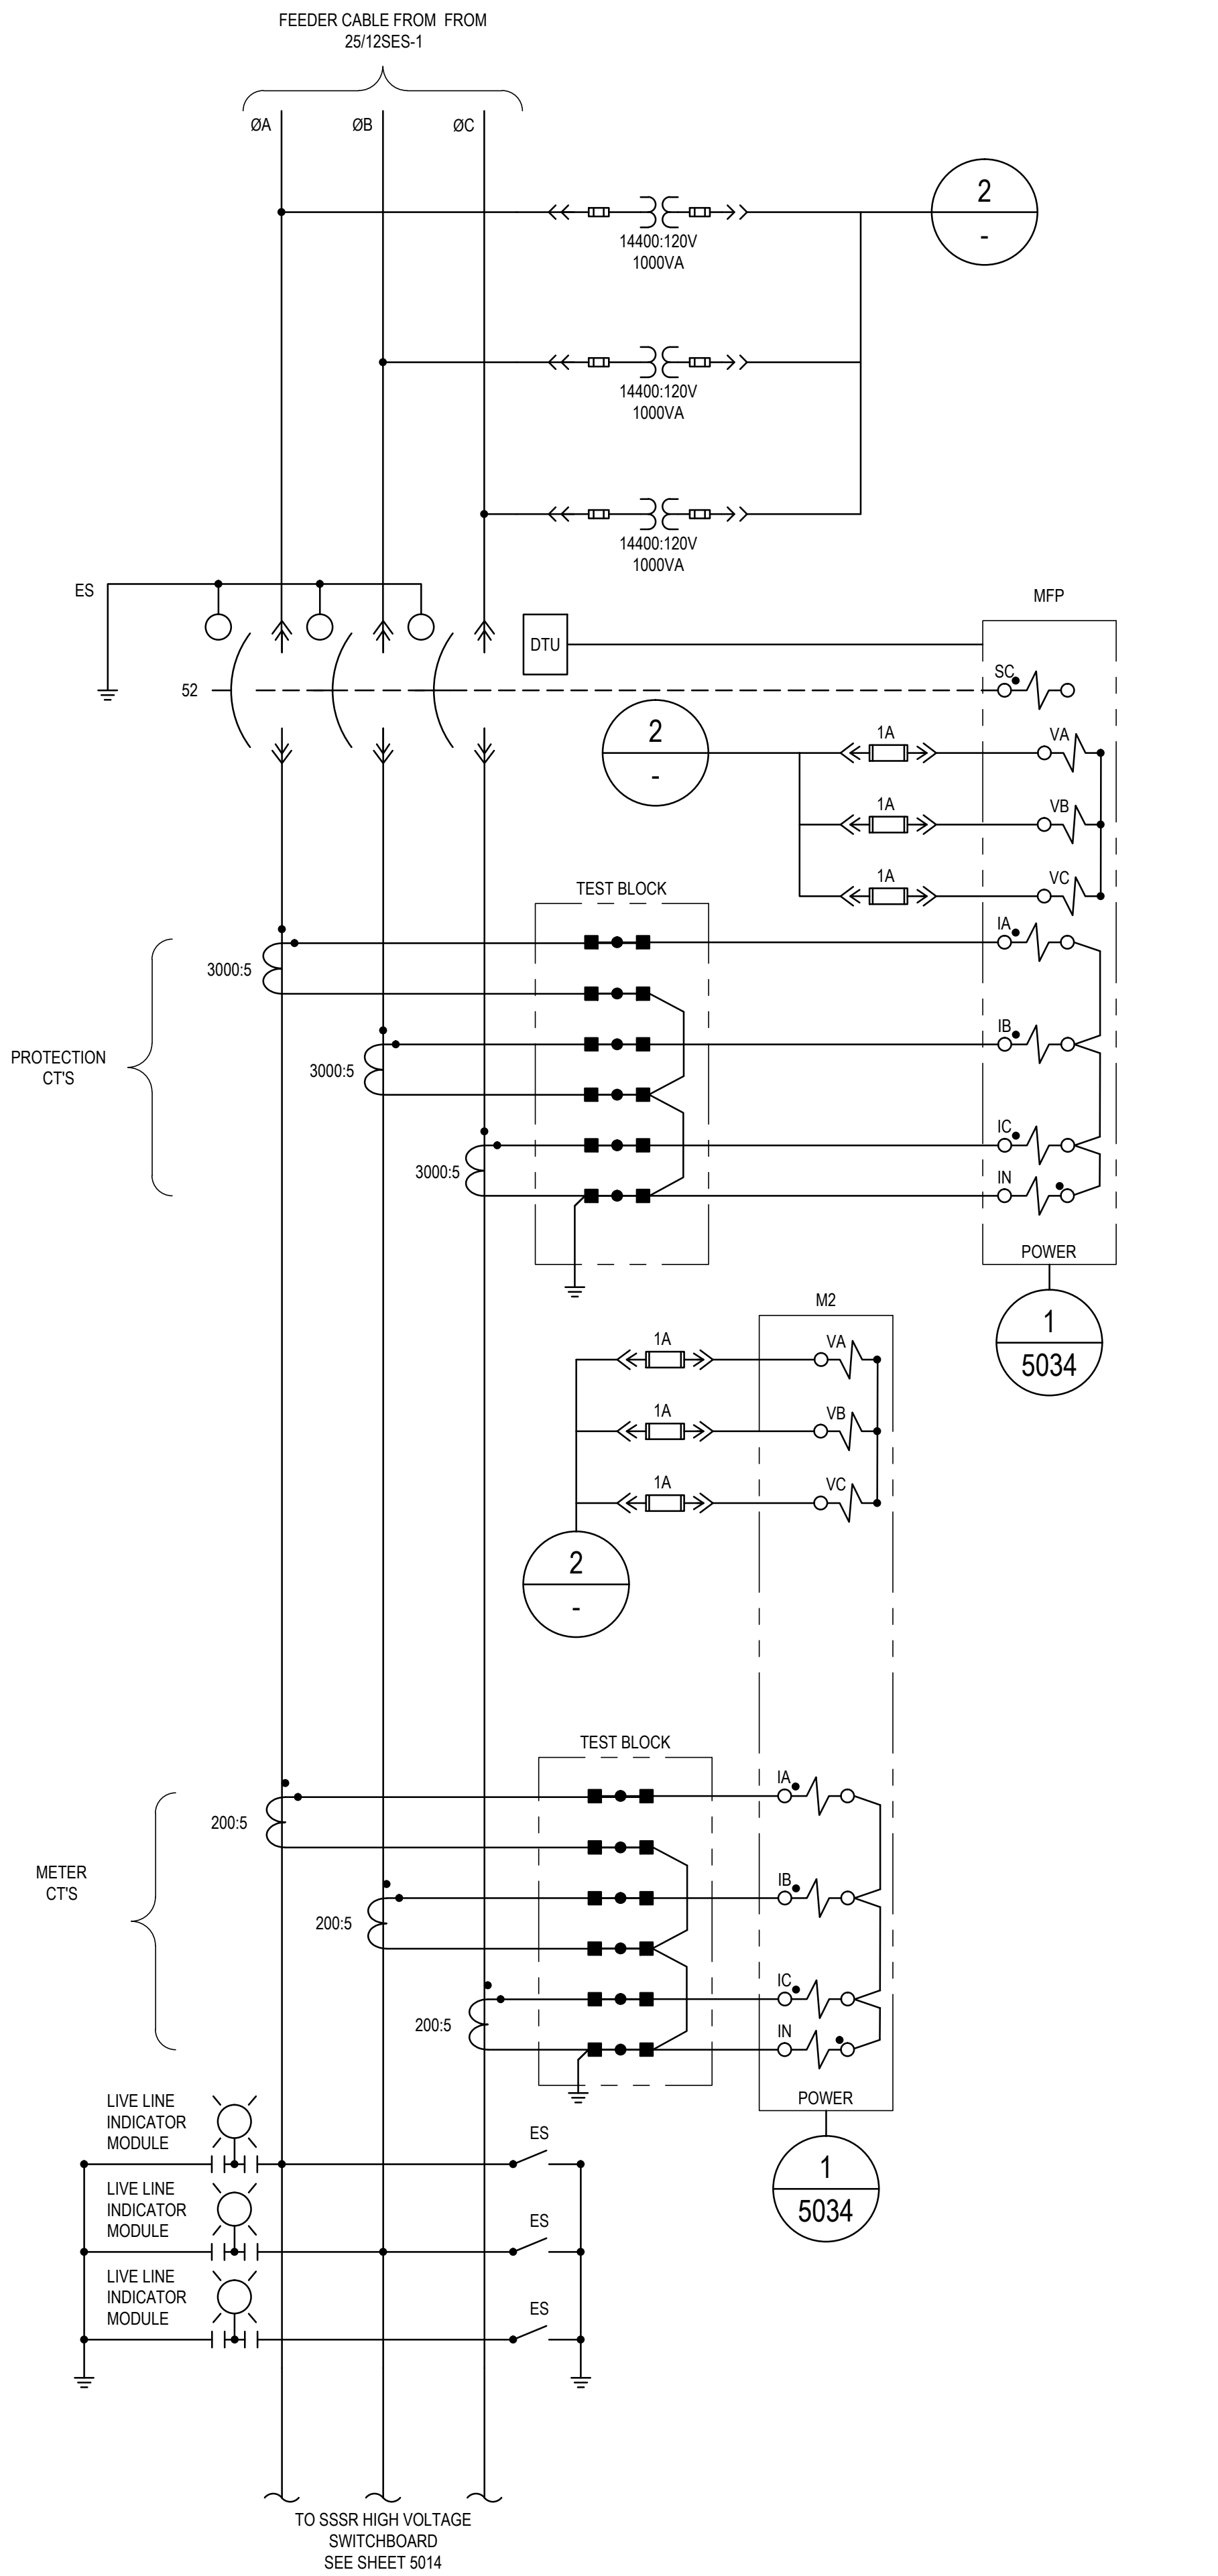 FEEDER CABLE FROM FROM
25/12SES-1
ØA
ØB
ØC
2
-
14400:120V
1000VA
14400:120V
1000VA
14400:120V
1000VA
ES
DTU
MFP
52
SC
2
-
1A
VA
1A
VB
1A
VC
TEST BLOCK
IA
3000:5
IB
PROTECTION
CT'S
3000:5
IC
3000:5
IN
POWER
1
5034
M2
1A
VA
1A
VB
1A
VC
2
-
TEST BLOCK
IA
200:5
METER
CT'S
IB
200:5
IC
200:5
IN
POWER
1
5034
LIVE LINE
INDICATOR
MODULE
ES
LIVE LINE
INDICATOR
MODULE
ES
LIVE LINE
INDICATOR
MODULE
ES
TO SSSR HIGH VOLTAGE
SWITCHBOARD
SEE SHEET 5014